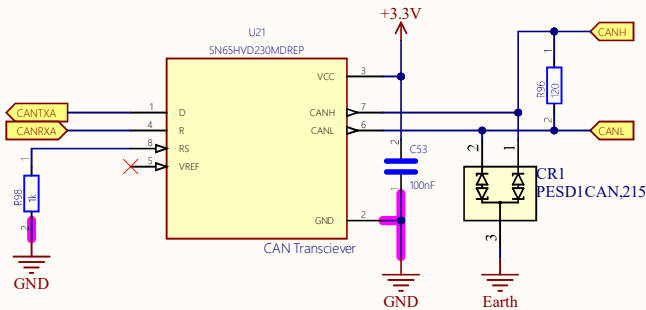 +3.3V
U21
SN65HVD230MDREP
CANH
VCC 3
1
R96
120
2
CANTXA 1 D CANH 7
CANRXA 4 R CANL 6 CANL
8 RS
5 VREF
2 1
1
R98
1k
2
2
C53
100nF
1
CR1
PESD1CAN,215
GND 2
3
CAN Transciever
GND
GND
Earth